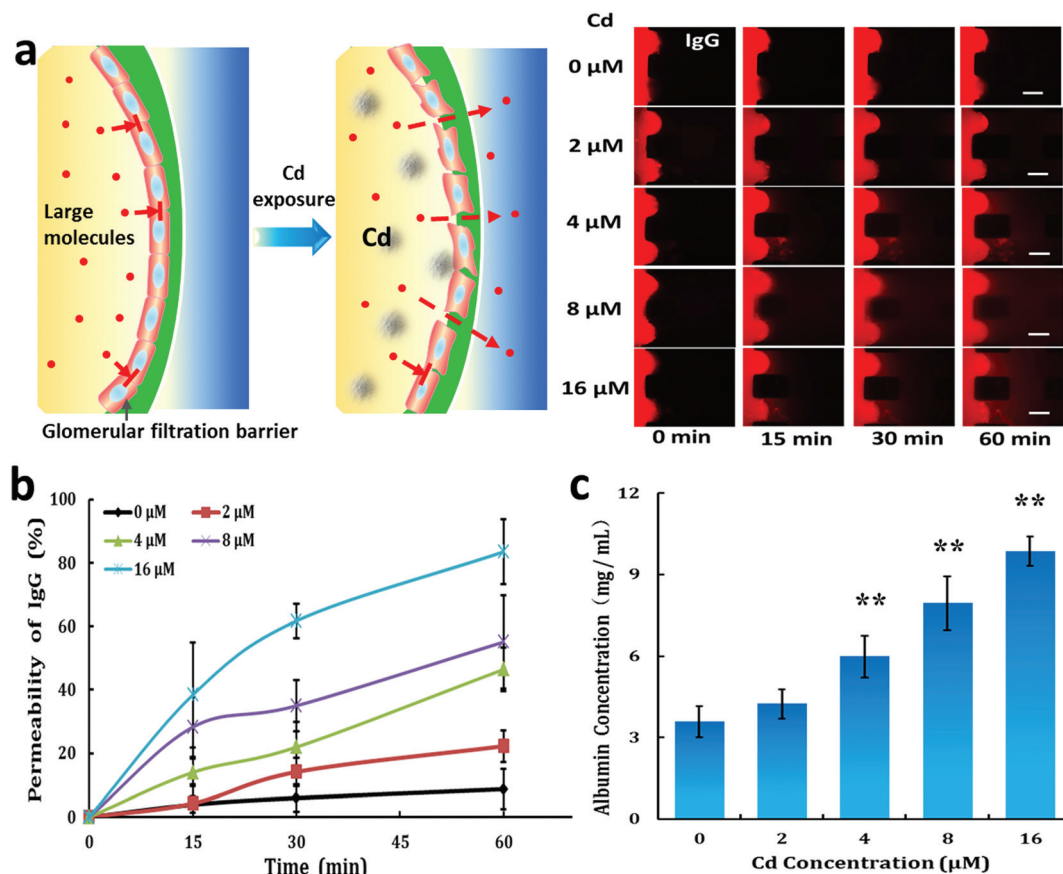 a
Large
molecules
Glomerular filtration barrier
Cd
exposure
Cd
Cd
IgG
0 μM
2 μM
4 μM
8 μM
16 μM
0 min
15 min
30 min
60 min
b
Permeability of IgG (%)
100
80
60
40
20
0
0 μM
2 μM
4 μM
8 μM
16 μM
0
15
30
45
60
Time (min)
c
Albumin Concentration (mg/mL)
12
9
6
3
0
**
**
**
0
2
4
8
16
Cd Concentration (μM)